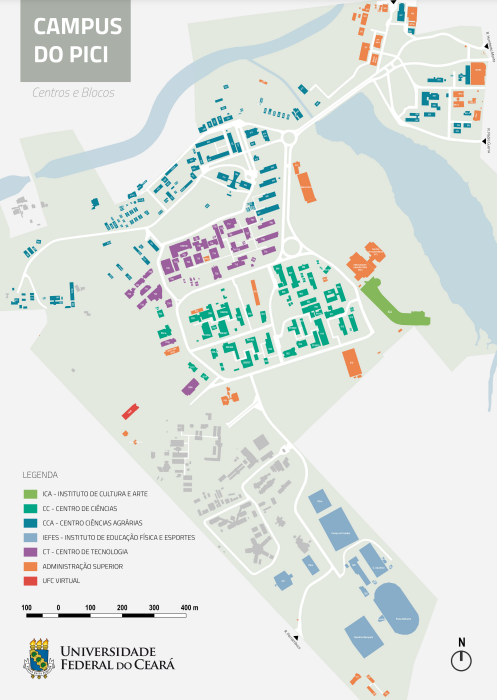 CAMPUS
DO PICI
Centros e Blocos
LEGENDA
ICA - INSTITUTO DE CULTURA E ARTE
CC - CENTRO DE CIÊNCIAS
CCA - CENTRO CIÊNCIAS AGRÁRIAS
IEFES - INSTITUTO DE EDUCAÇÃO FÍSICA E ESPORTES
CT - CENTRO DE TECNOLOGIA
ADMINISTRAÇÃO SUPERIOR
UFC VIRTUAL
100 0 100 200 300 400 m
UNIVERSIDADE
FEDERAL DO CEARÁ
N